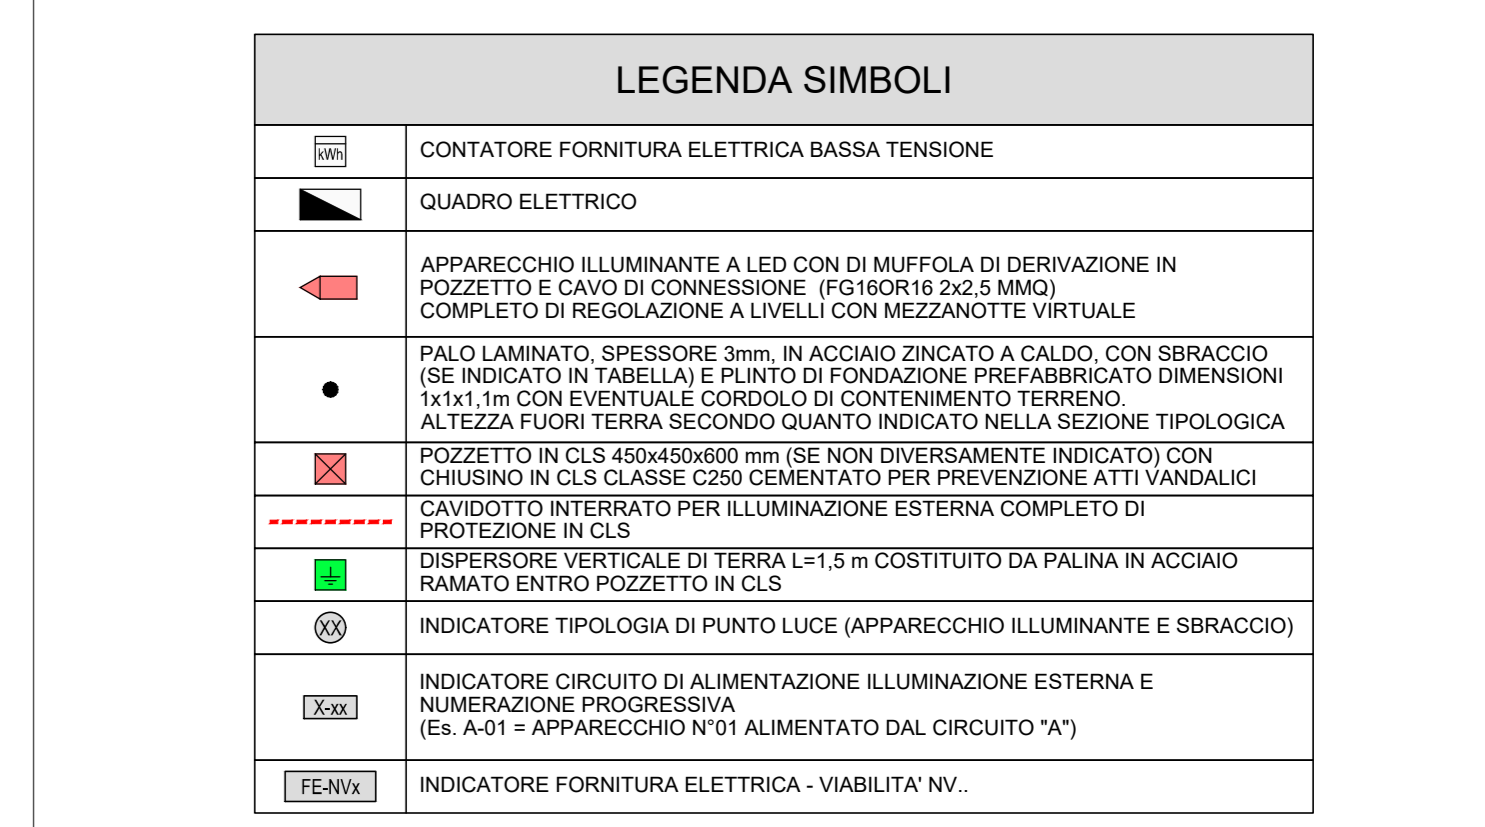 LEGENDA SIMBOLI
kWh
CONTATORE FORNITURA ELETTRICA BASSA TENSIONE
QUADRO ELETTRICO
APPARECCHIO ILLUMINANTE A LED CON DI MUFFOLA DI DERIVAZIONE IN
POZZETTO E CAVO DI CONNESSIONE (FG16OR16 2x2,5 MMQ)
COMPLETO DI REGOLAZIONE A LIVELLI CON MEZZANOTTE VIRTUALE
PALO LAMINATO, SPESSORE 3mm, IN ACCIAIO ZINCATO A CALDO, CON SBRACCIO
(SE INDICATO IN TABELLA) E PLINTO DI FONDAZIONE PREFABBRICATO DIMENSIONI
1x1x1,1m CON EVENTUALE CORDOLO DI CONTENIMENTO TERRENO.
ALTEZZA FUORI TERRA SECONDO QUANTO INDICATO NELLA SEZIONE TIPOLOGICA
POZZETTO IN CLS 450x450x600 mm (SE NON DIVERSAMENTE INDICATO) CON
CHIUSINO IN CLS CLASSE C250 CEMENTATO PER PREVENZIONE ATTI VANDALICI
CAVIDOTTO INTERRATO PER ILLUMINAZIONE ESTERNA COMPLETO DI
PROTEZIONE IN CLS
DISPERSORE VERTICALE DI TERRA L=1,5 m COSTITUITO DA PALINA IN ACCIAIO
RAMATO ENTRO POZZETTO IN CLS
XX
INDICATORE TIPOLOGIA DI PUNTO LUCE (APPARECCHIO ILLUMINANTE E SBRACCIO)
X-xx
INDICATORE CIRCUITO DI ALIMENTAZIONE ILLUMINAZIONE ESTERNA E
NUMERAZIONE PROGRESSIVA
(Es. A-01 = APPARECCHIO N°01 ALIMENTATO DAL CIRCUITO "A")
FE-NVx
INDICATORE FORNITURA ELETTRICA - VIABILITA' NV..